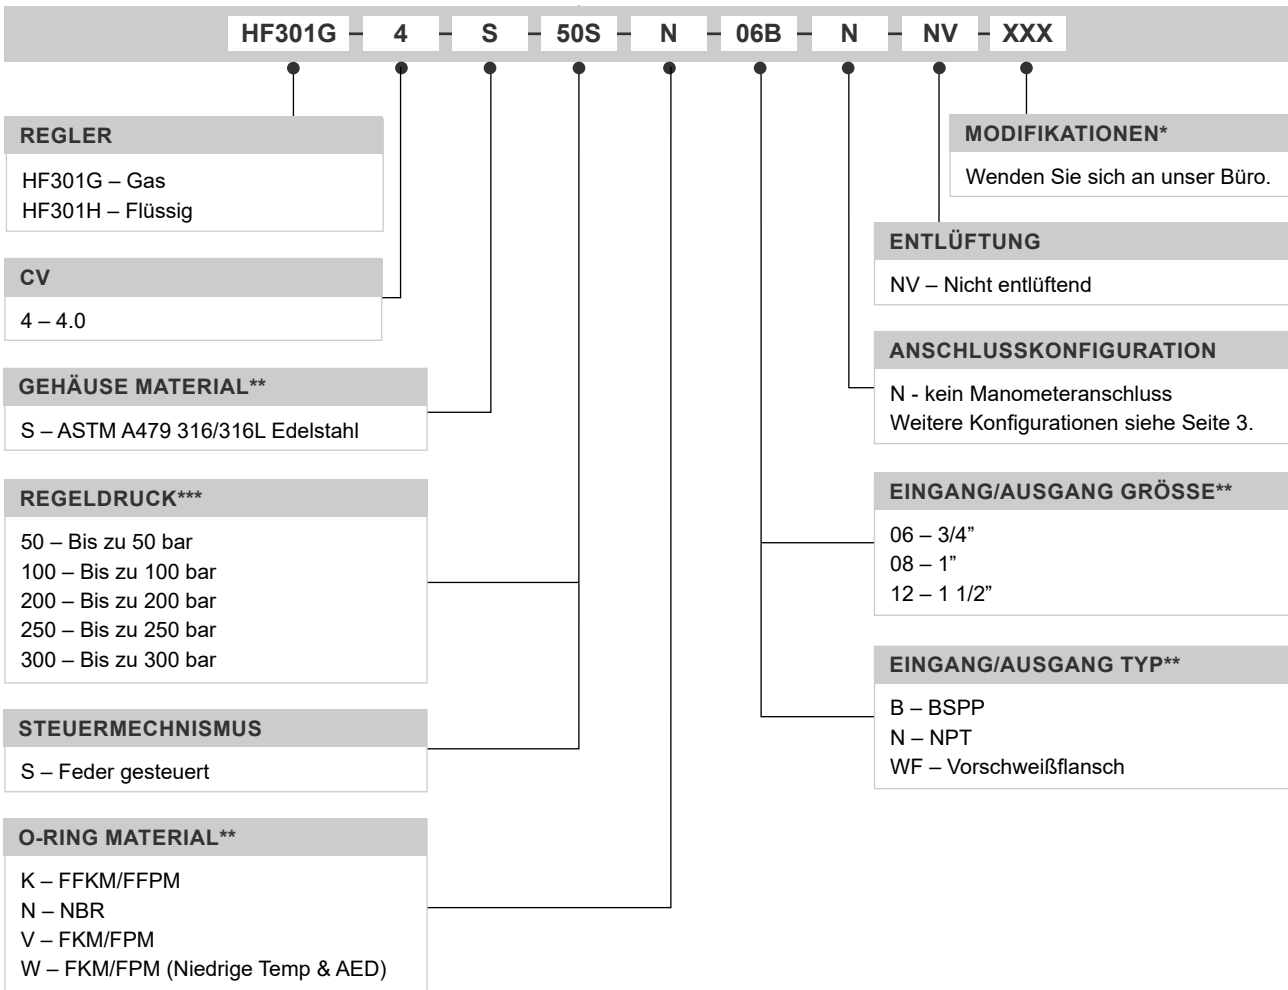 HF301G – 4 – S – 50S – N – 06B – N – NV – XXX
REGLER
HF301G – Gas
HF301H – Flüssig
CV
4 – 4.0
GEHÄUSE MATERIAL**
S – ASTM A479 316/316L Edelstahl
REGELDRUCK***
50 – Bis zu 50 bar
100 – Bis zu 100 bar
200 – Bis zu 200 bar
250 – Bis zu 250 bar
300 – Bis zu 300 bar
STEUERMECHNISMUS
S – Feder gesteuert
O-RING MATERIAL**
K – FFKM/FFPM
N – NBR
V – FKM/FPM
W – FKM/FPM (Niedrige Temp & AED)
MODIFIKATIONEN*
Wenden Sie sich an unser Büro.
ENTLÜFTUNG
NV – Nicht entlüftend
ANSCHLUSSKONFIGURATION
N - kein Manometeranschluss
Weitere Konfigurationen siehe Seite 3.
EINGANG/AUSGANG GRÖSSE**
06 – 3/4”
08 – 1”
12 – 1 1/2”
EINGANG/AUSGANG TYP**
B – BSPP
N – NPT
WF – Vorschweißflansch